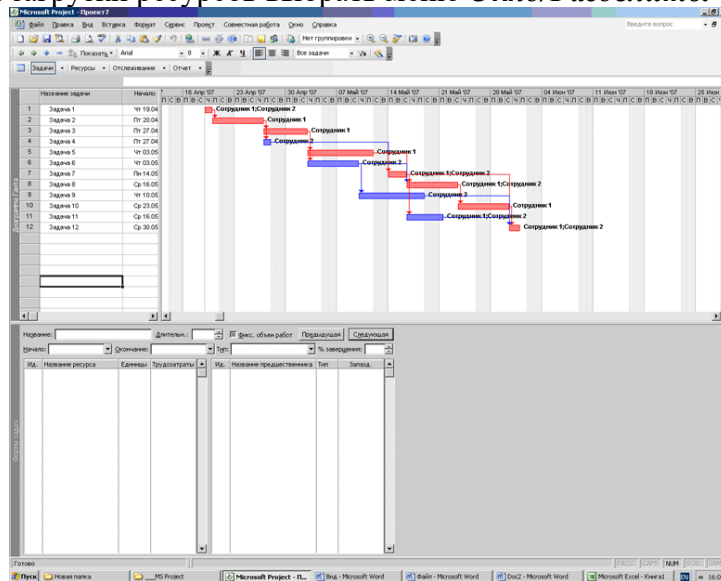 Microsoft Project - Проект7
Файл Правка Вид Вставка Формат Сервис Проект Совместная работа Окно Справка
Введите вопрос
Нет группировки
Показать Arial 8 Ж К Ч Все задачи
Задачи Ресурсы Отслеживание Отчет
Название задачи Начало 16 Апр '07 23 Апр '07 30 Апр '07 07 Май '07 14 Май '07 21 Май '07 28 Май '07 04 Июн '07 11 Июн '07 18 Июн '07 25 Июн
1 Задача 1 Чт 19.04 Сотрудник 1;Сотрудник 2
2 Задача 2 Пт 20.04 Сотрудник 1
3 Задача 3 Пт 27.04 Сотрудник 1
4 Задача 4 Пт 27.04 Сотрудник 2
5 Задача 5 Чт 03.05 Сотрудник 1
6 Задача 6 Чт 03.05 Сотрудник 2
7 Задача 7 Пн 14.05 Сотрудник 1;Сотрудник 2
8 Задача 8 Ср 16.05 Сотрудник 1;Сотрудник 2
9 Задача 9 Чт 10.05 Сотрудник 2
10 Задача 10 Ср 23.05 Сотрудник 1
11 Задача 11 Ср 16.05 Сотрудник 1;Сотрудник 2
12 Задача 12 Ср 30.05 Сотрудник 1;Сотрудник 2
Диаграмма Ганта
Название: Длительн.: Фикс. объем работ Предыдущая Следующая
Начало: Окончание: Тип: % завершения:
Ид. Название ресурса Единицы Трудозатраты Ид. Название предшественника Тип Запазд.
Форма задач
Готово NUM
Пуск Новая папка __MS Project Microsoft Project - П... Вид - Microsoft Word Файл - Microsoft Word Doc2 - Microsoft Word Microsoft Excel - Книга1